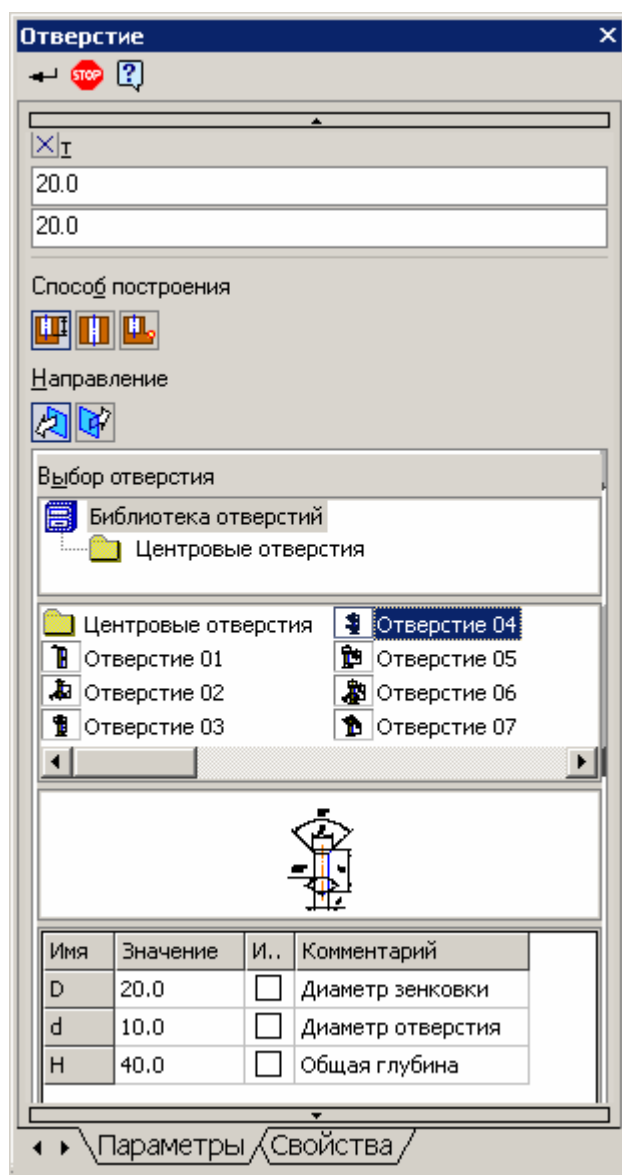 Отверстие
STOP
т
20.0
20.0
Способ построения
Направление
Выбор отверстия
Библиотека отверстий
Центровые отверстия
Центровые отверсти Отверстие 04
Отверстие 01 Отверстие 05
Отверстие 02 Отверстие 06
Отверстие 03 Отверстие 07
Имя Значение И.. Комментарий
D 20.0 Диаметр зенковки
d 10.0 Диаметр отверстия
H 40.0 Общая глубина
Параметры Свойства